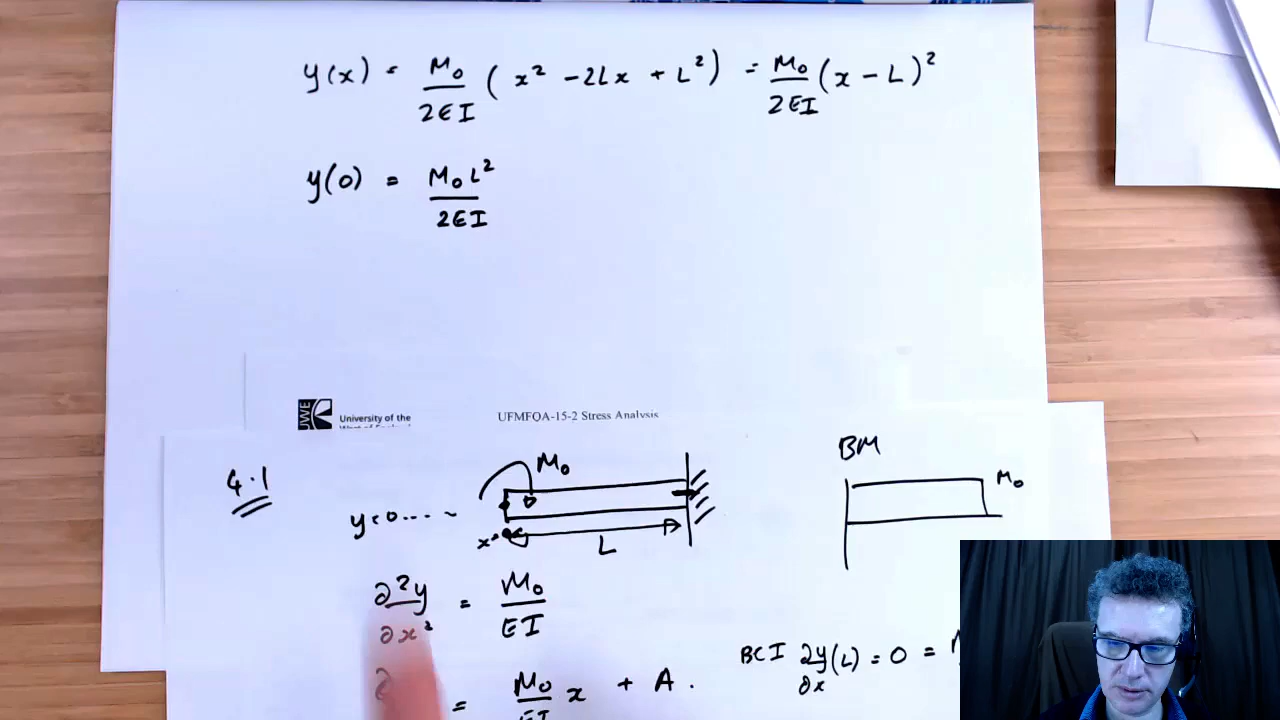 y(x) = M₀/2EI (x² - 2Lx + L²) = M₀/2EI (x - L)²
y(0) = M₀L²/2EI
UWE University of the
UFMFQA-15-2 Stress Analysis
4.1
M₀
BM
M₀
y=0....
x=0
L
∂²y/∂x² = M₀/EI
BC1 ∂y/∂x (L) = 0 =
= M₀/EI x + A.